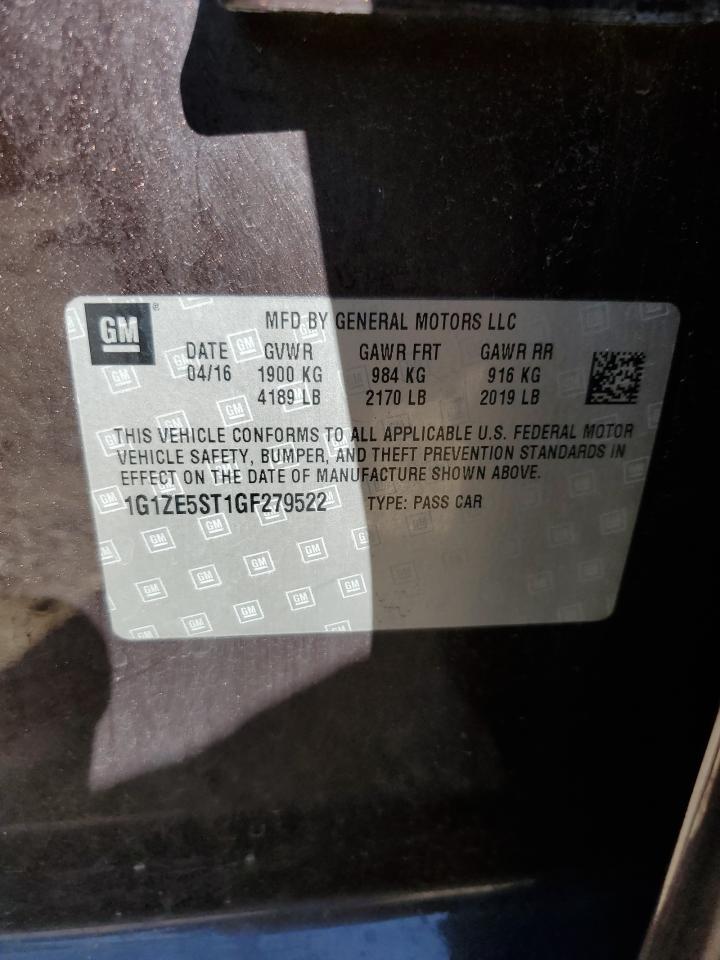 GM
MFD BY GENERAL MOTORS LLC
DATE GVWR GAWR FRT GAWR RR
04/16 1900 KG 984 KG 916 KG
4189 LB 2170 LB 2019 LB
THIS VEHICLE CONFORMS TO ALL APPLICABLE U.S. FEDERAL MOTOR
VEHICLE SAFETY, BUMPER, AND THEFT PREVENTION STANDARDS IN
EFFECT ON THE DATE OF MANUFACTURE SHOWN ABOVE.
1G1ZE5ST1GF279522 TYPE: PASS CAR